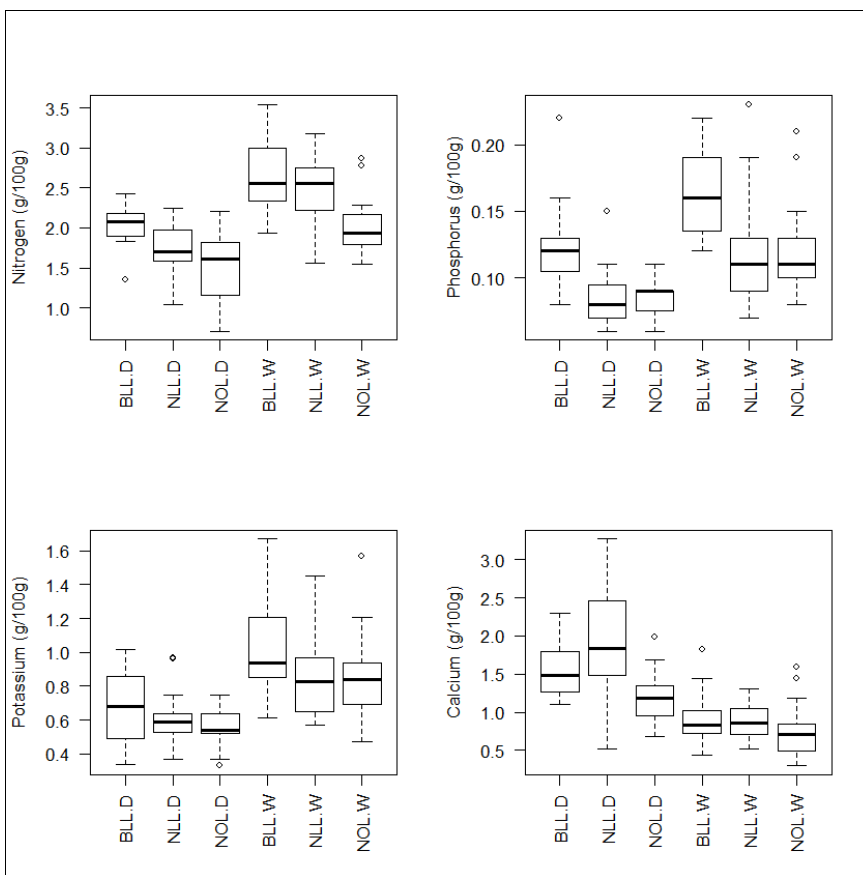 Nitrogen (g/100g)
3.5
3.0
2.5
2.0
1.5
1.0
BLL.D
NLL.D
NOL.D
BLL.W
NLL.W
NOL.W
Phosphorus (g/100g)
0.20
0.15
0.10
BLL.D
NLL.D
NOL.D
BLL.W
NLL.W
NOL.W
Potassium (g/100g)
1.6
1.4
1.2
1.0
0.8
0.6
0.4
BLL.D
NLL.D
NOL.D
BLL.W
NLL.W
NOL.W
Calcium (g/100g)
3.0
2.5
2.0
1.5
1.0
0.5
BLL.D
NLL.D
NOL.D
BLL.W
NLL.W
NOL.W